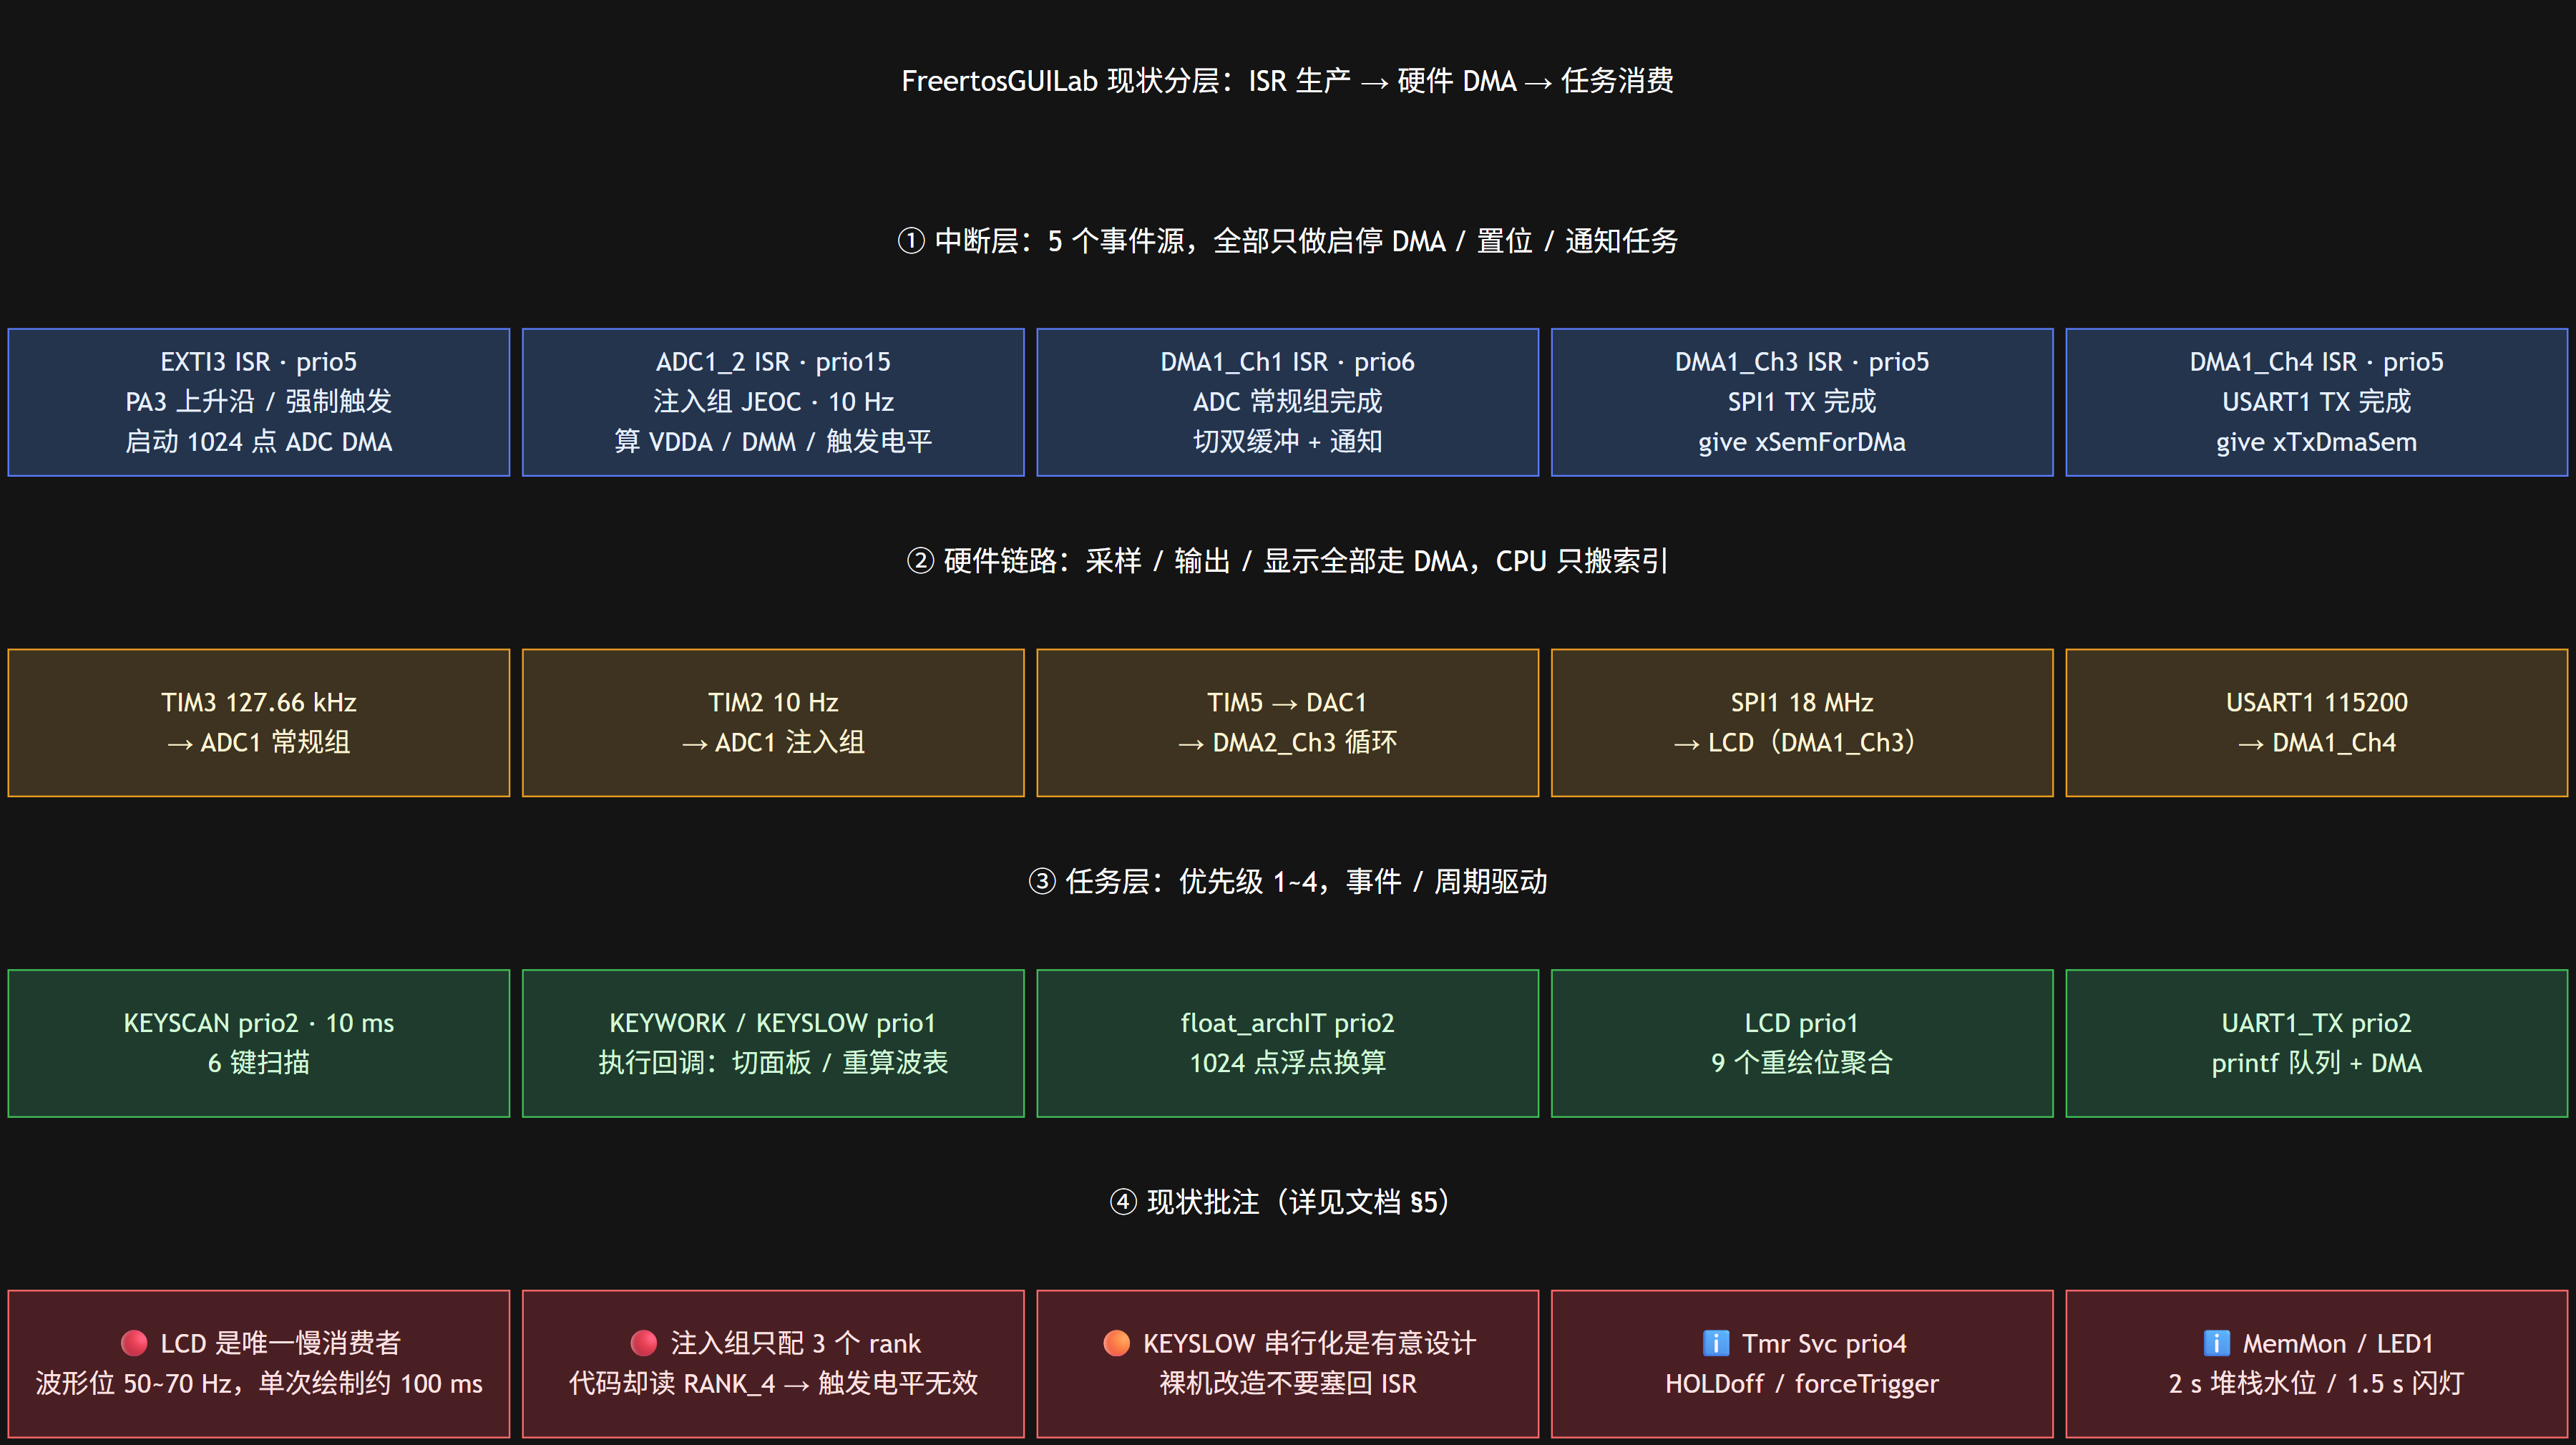 FreertosGUILab 现状分层：ISR 生产 → 硬件 DMA → 任务消费
① 中断层：5 个事件源，全部只做启停 DMA / 置位 / 通知任务
EXTI3 ISR · prio5
PA3 上升沿 / 强制触发
启动 1024 点 ADC DMA
ADC1_2 ISR · prio15
注入组 JEOC · 10 Hz
算 VDDA / DMM / 触发电平
DMA1_Ch1 ISR · prio6
ADC 常规组完成
切双缓冲 + 通知
DMA1_Ch3 ISR · prio5
SPI1 TX 完成
give xSemForDMa
DMA1_Ch4 ISR · prio5
USART1 TX 完成
give xTxDmaSem
② 硬件链路：采样 / 输出 / 显示全部走 DMA，CPU 只搬索引
TIM3 127.66 kHz
→ ADC1 常规组
TIM2 10 Hz
→ ADC1 注入组
TIM5 → DAC1
→ DMA2_Ch3 循环
SPI1 18 MHz
→ LCD（DMA1_Ch3）
USART1 115200
→ DMA1_Ch4
③ 任务层：优先级 1~4，事件 / 周期驱动
KEYSCAN prio2 · 10 ms
6 键扫描
KEYWORK / KEYSLOW prio1
执行回调：切面板 / 重算波表
float_archIT prio2
1024 点浮点换算
LCD prio1
9 个重绘位聚合
UART1_TX prio2
printf 队列 + DMA
④ 现状批注（详见文档 §5）
🔴 LCD 是唯一慢消费者
波形位 50~70 Hz，单次绘制约 100 ms
🔴 注入组只配 3 个 rank
代码却读 RANK_4 → 触发电平无效
🟠 KEYSLOW 串行化是有意设计
裸机改造不要塞回 ISR
ℹ️ Tmr Svc prio4
HOLDoff / forceTrigger
ℹ️ MemMon / LED1
2 s 堆栈水位 / 1.5 s 闪灯